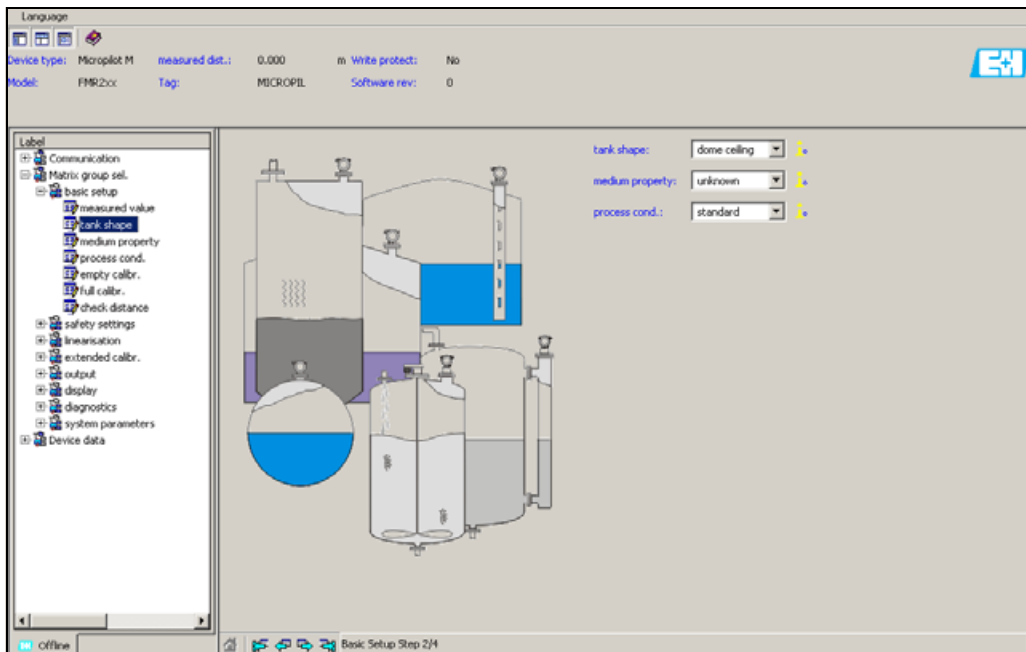 Language
Device type: Micropilot M measured dist.: 0.000 m Write protect: No
Model: FMR2xx Tag: MICROPIL Software rev: 0
E+H
Label
Communication
Matrix group sel.
basic setup
measured value
tank shape
medium property
process cond.
empty calibr.
full calibr.
check distance
safety settings
linearisation
extended calibr.
output
display
diagnostics
system parameters
Device data
tank shape: dome ceiling
medium property: unknown
process cond.: standard
Offline
Basic Setup Step 2/4